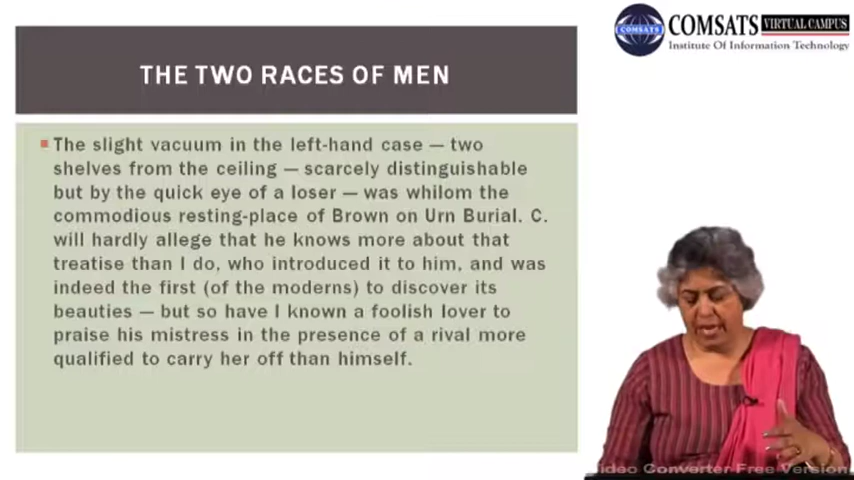 COMSATS VIRTUAL CAMPUS
COMSATS
Institute Of Information Technology
THE TWO RACES OF MEN
The slight vacuum in the left-hand case — two
shelves from the ceiling — scarcely distinguishable
but by the quick eye of a loser — was whilom the
commodious resting-place of Brown on Urn Burial. C.
will hardly allege that he knows more about that
treatise than I do, who introduced it to him, and was
indeed the first (of the moderns) to discover its
beauties — but so have I known a foolish lover to
praise his mistress in the presence of a rival more
qualified to carry her off than himself.
Video Converter Free Version